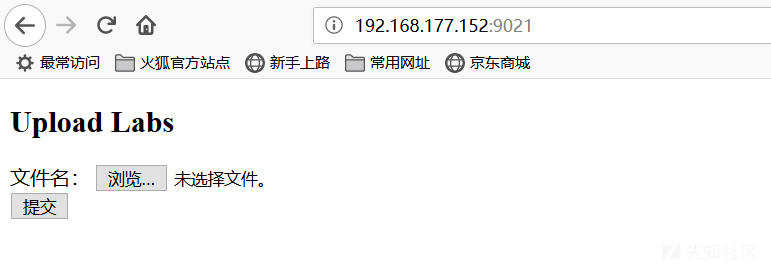 192.168.177.152:9021
最常访问 火狐官方站点 新手上路 常用网址 京东商城
Upload Labs
文件名： 浏览... 未选择文件。
提交
先知社区